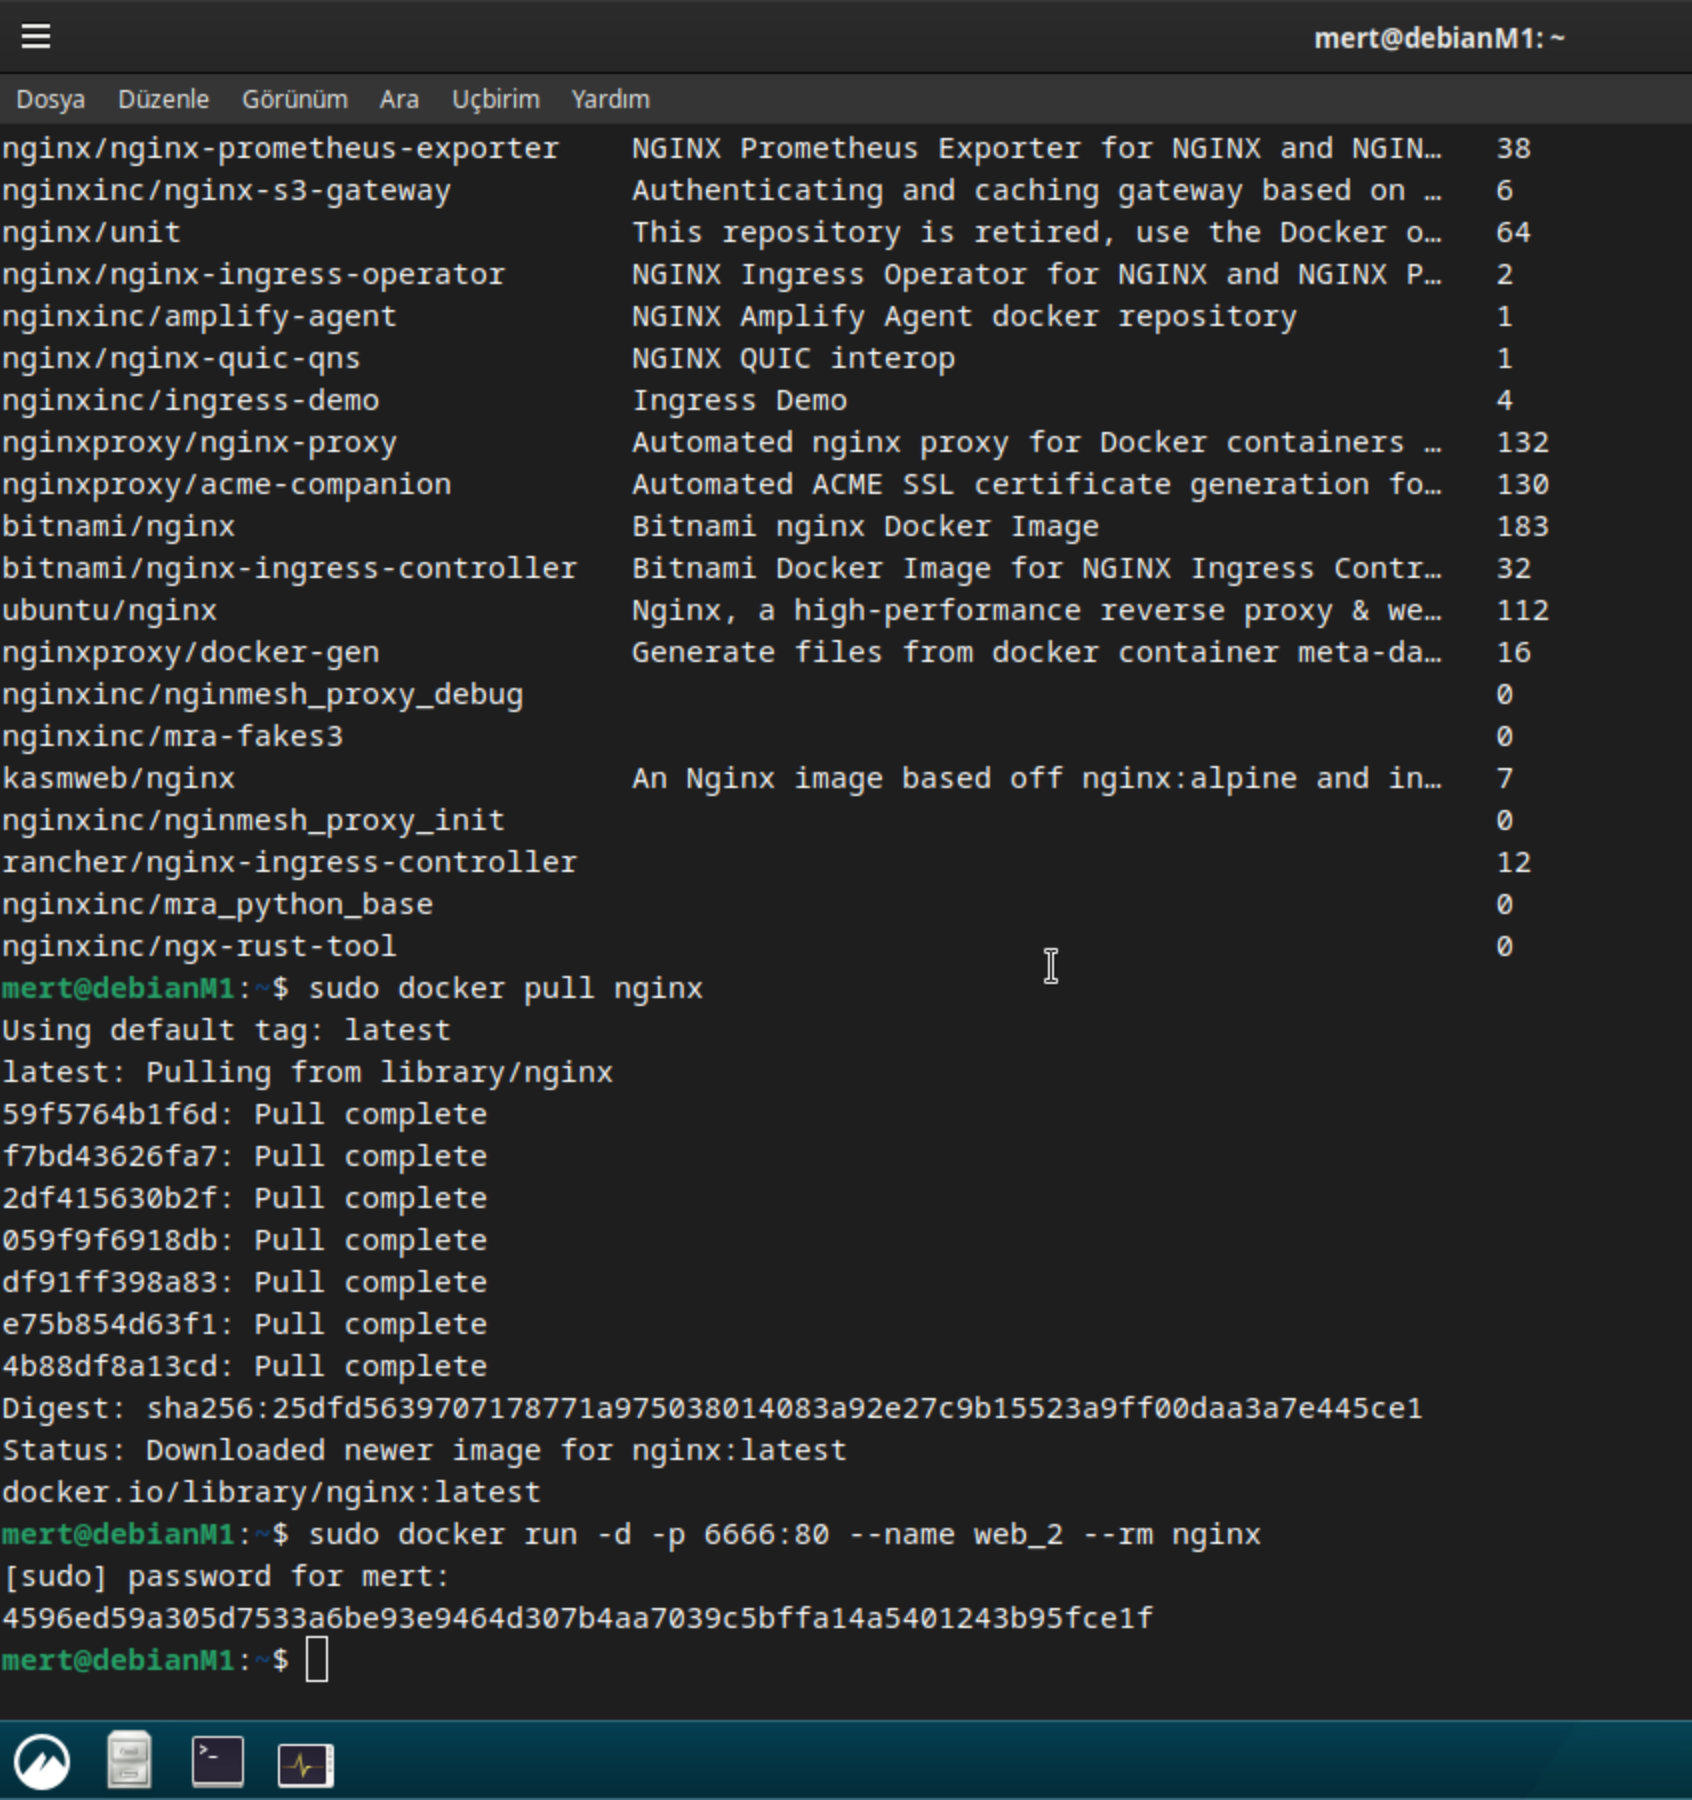 mert@debianM1: ~
Dosya Düzenle Görünüm Ara Uçbirim Yardım
nginx/nginx-prometheus-exporter NGINX Prometheus Exporter for NGINX and NGIN… 38
nginxinc/nginx-s3-gateway Authenticating and caching gateway based on … 6
nginx/unit This repository is retired, use the Docker o… 64
nginx/nginx-ingress-operator NGINX Ingress Operator for NGINX and NGINX P… 2
nginxinc/amplify-agent NGINX Amplify Agent docker repository 1
nginx/nginx-quic-qns NGINX QUIC interop 1
nginxinc/ingress-demo Ingress Demo 4
nginxproxy/nginx-proxy Automated nginx proxy for Docker containers … 132
nginxproxy/acme-companion Automated ACME SSL certificate generation fo… 130
bitnami/nginx Bitnami nginx Docker Image 183
bitnami/nginx-ingress-controller Bitnami Docker Image for NGINX Ingress Contr… 32
ubuntu/nginx Nginx, a high-performance reverse proxy & we… 112
nginxproxy/docker-gen Generate files from docker container meta-da… 16
nginxinc/nginmesh_proxy_debug 0
nginxinc/mra-fakes3 0
kasmweb/nginx An Nginx image based off nginx:alpine and in… 7
nginxinc/nginmesh_proxy_init 0
rancher/nginx-ingress-controller 12
nginxinc/mra_python_base 0
nginxinc/ngx-rust-tool 0
mert@debianM1:~$ sudo docker pull nginx
Using default tag: latest
latest: Pulling from library/nginx
59f5764b1f6d: Pull complete
f7bd43626fa7: Pull complete
2df415630b2f: Pull complete
059f9f6918db: Pull complete
df91ff398a83: Pull complete
e75b854d63f1: Pull complete
4b88df8a13cd: Pull complete
Digest: sha256:25dfd5639707178771a975038014083a92e27c9b15523a9ff00daa3a7e445ce1
Status: Downloaded newer image for nginx:latest
docker.io/library/nginx:latest
mert@debianM1:~$ sudo docker run -d -p 6666:80 --name web_2 --rm nginx
[sudo] password for mert:
4596ed59a305d7533a6be93e9464d307b4aa7039c5bffa14a5401243b95fce1f
mert@debianM1:~$